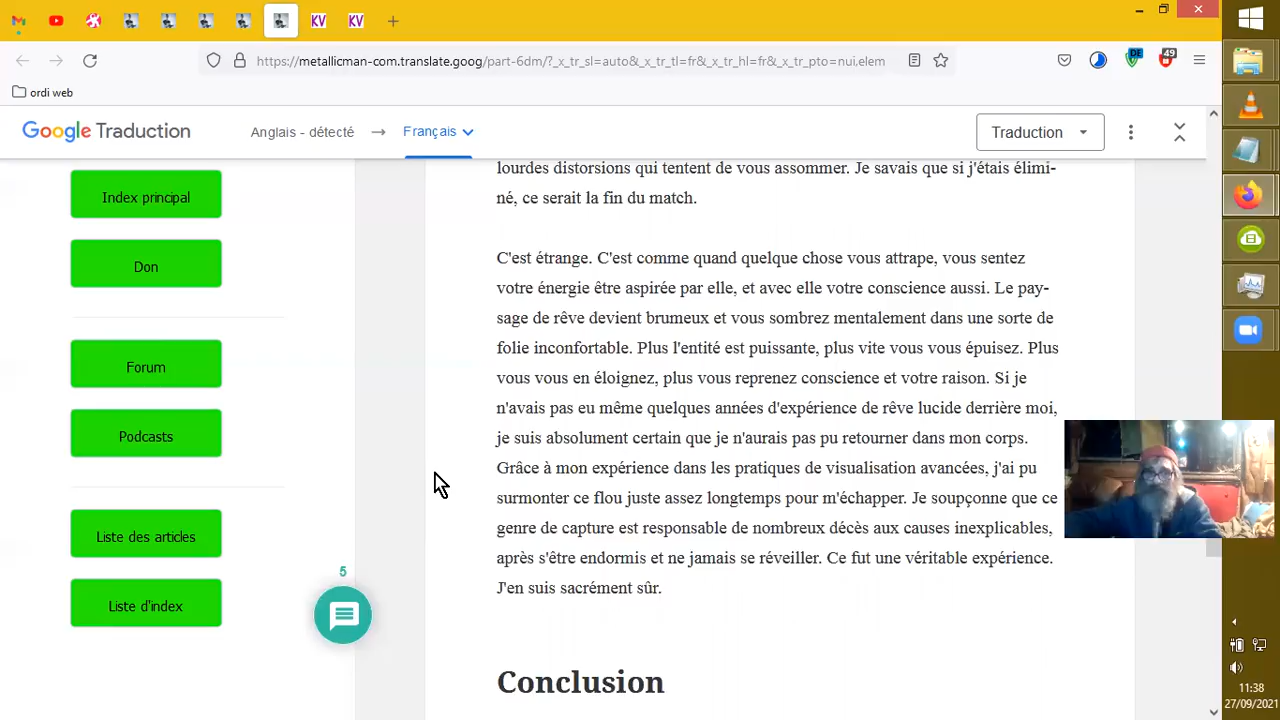 KV
KV
https://metallicman-com.translate.goog/part-6dm/?_x_tr_sl=auto&_x_tr_tl=fr&_x_tr_hl=fr&_x_tr_pto=nui,elem
DE
49
ordi web
Google Traduction
Anglais - détecté
Français
Traduction
Index principal
Don
Forum
Podcasts
Liste des articles
Liste d'index
5
lourdes distorsions qui tentent de vous assommer. Je savais que si j'étais élimi-
né, ce serait la fin du match.
C'est étrange. C'est comme quand quelque chose vous attrape, vous sentez
votre énergie être aspirée par elle, et avec elle votre conscience aussi. Le pay-
sage de rêve devient brumeux et vous sombrez mentalement dans une sorte de
folie inconfortable. Plus l'entité est puissante, plus vite vous vous épuisez. Plus
vous vous en éloignez, plus vous reprenez conscience et votre raison. Si je
n'avais pas eu même quelques années d'expérience de rêve lucide derrière moi,
je suis absolument certain que je n'aurais pas pu retourner dans mon corps.
Grâce à mon expérience dans les pratiques de visualisation avancées, j'ai pu
surmonter ce flou juste assez longtemps pour m'échapper. Je soupçonne que ce
genre de capture est responsable de nombreux décès aux causes inexplicables,
après s'être endormis et ne jamais se réveiller. Ce fut une véritable expérience.
J'en suis sacrément sûr.
Conclusion
11:38
27/09/2021